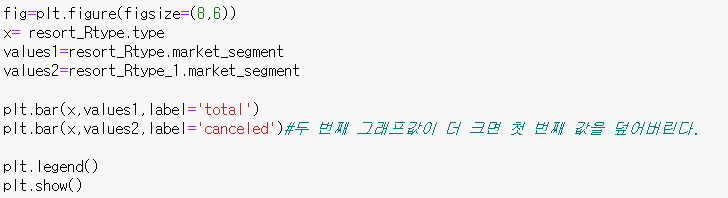 fig=plt.figure(figsize=(8,6))
x= resort_Rtype.type
values1=resort_Rtype.market_segment
values2=resort_Rtype_1.market_segment
plt.bar(x,values1,label='total')
plt.bar(x,values2,label='canceled')#두 번째 그래프값이 더 크면 첫 번째 값을 덮어버린다.
plt.legend()
plt.show()